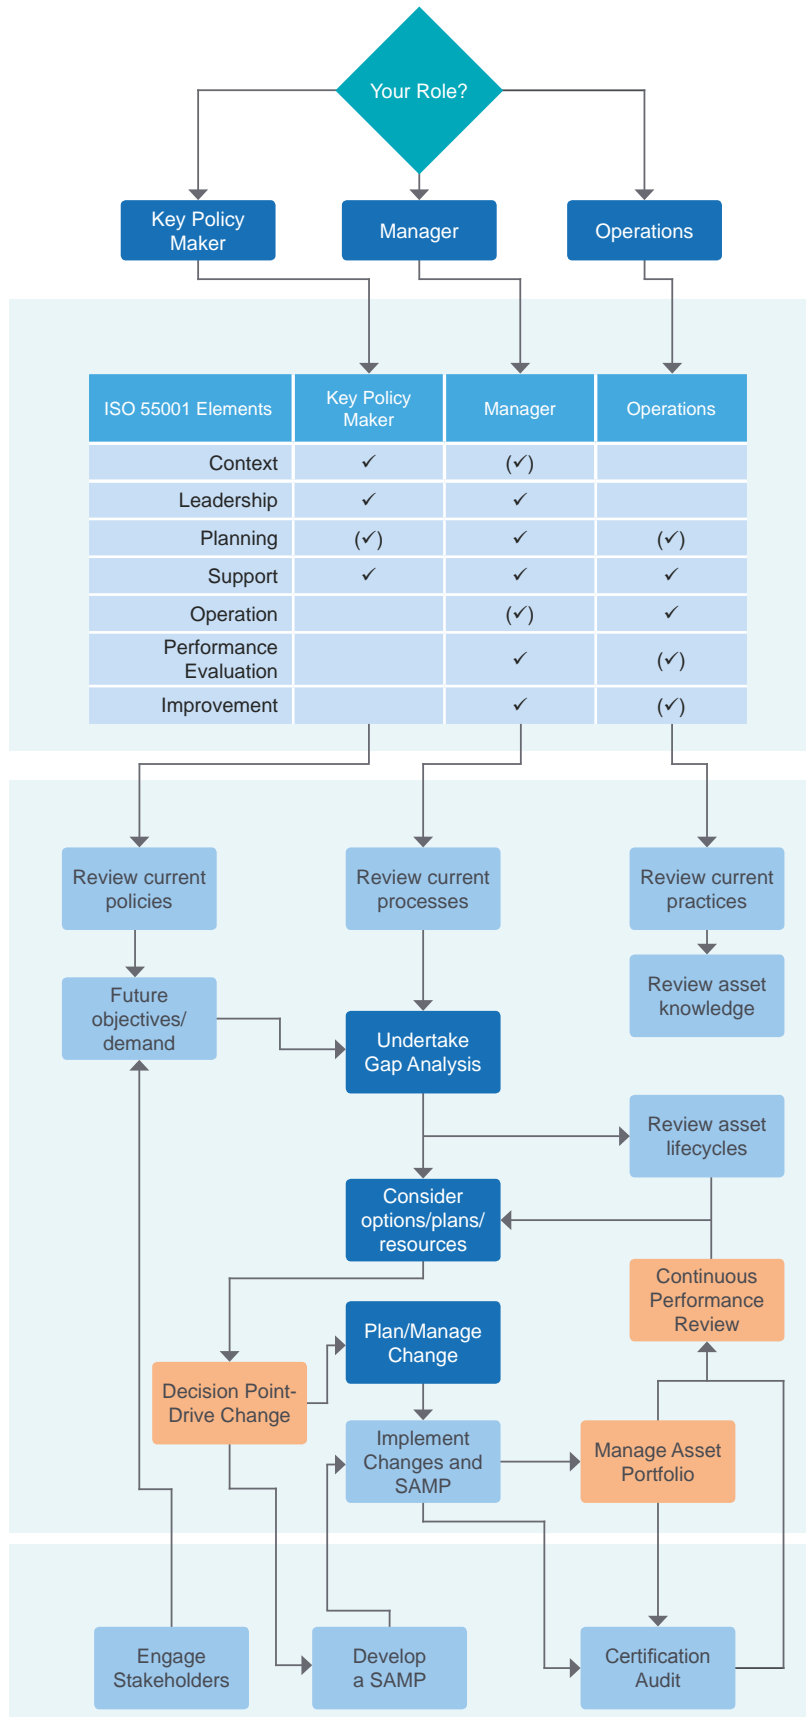 Your Role?
Key Policy
Maker
Manager
Operations
ISO 55001 Elements
Key Policy
Maker
Manager
Operations
Context ✓ (✓)
Leadership ✓ ✓
Planning (✓) ✓ (✓)
Support ✓ ✓ ✓
Operation (✓) ✓
Performance
Evaluation ✓ (✓)
Improvement ✓ (✓)
Review current
policies
Review current
processes
Review current
practices
Future
objectives/
demand
Review asset
knowledge
Undertake
Gap Analysis
Review asset
lifecycles
Consider
options/plans/
resources
Continuous
Performance
Review
Plan/Manage
Change
Decision Point-
Drive Change
Implement
Changes and
SAMP
Manage Asset
Portfolio
Engage
Stakeholders
Develop
a SAMP
Certification
Audit